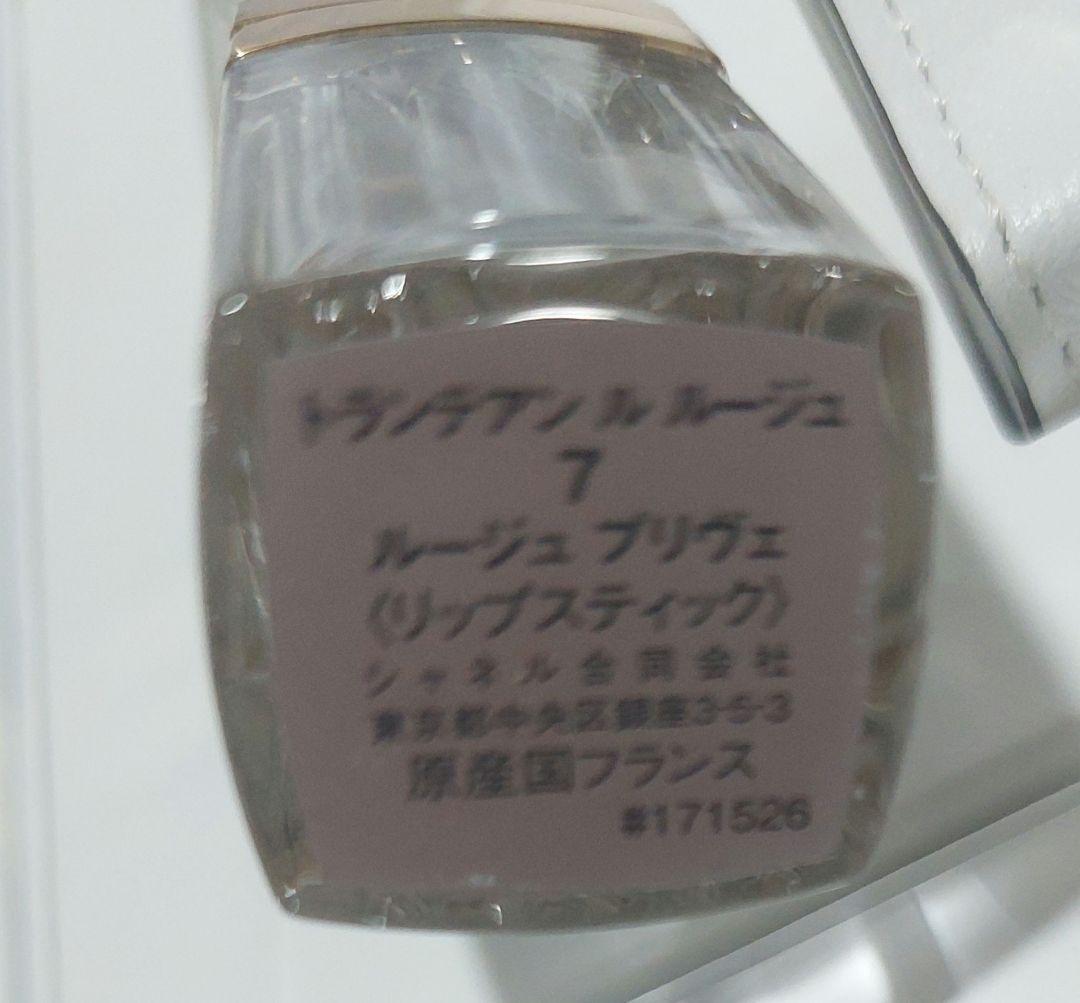 トランテアン ル ルージュ
7
ルージュ プリヴェ
〈リップスティック〉
シャネル合同会社
東京都中央区銀座3-5-3
原産国フランス
#171526